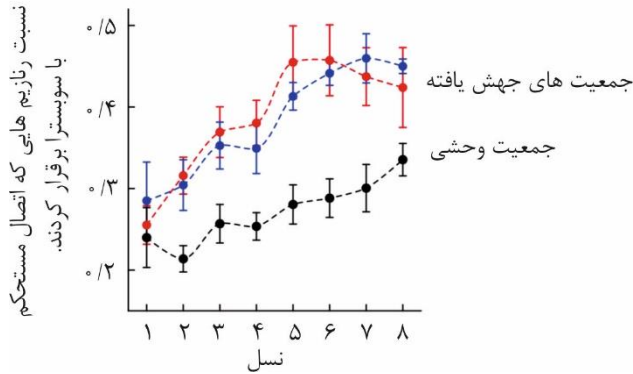 نسبت رنازیم هایی که اتصال مستحکم
با سوبسترا برقرار کردند.
۰/۵
۰/۴
۰/۳
۰/۲
جمعیت های جهش یافته
جمعیت وحشی
۱ ۲ ۳ ۴ ۵ ۶ ۷ ۸
نسل